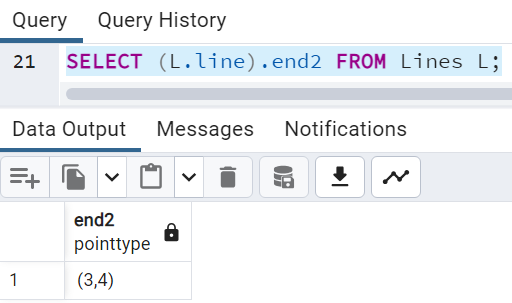 Query Query History
21 SELECT (L.line).end2 FROM Lines L;
Data Output Messages Notifications
end2
pointtype
1 (3,4)